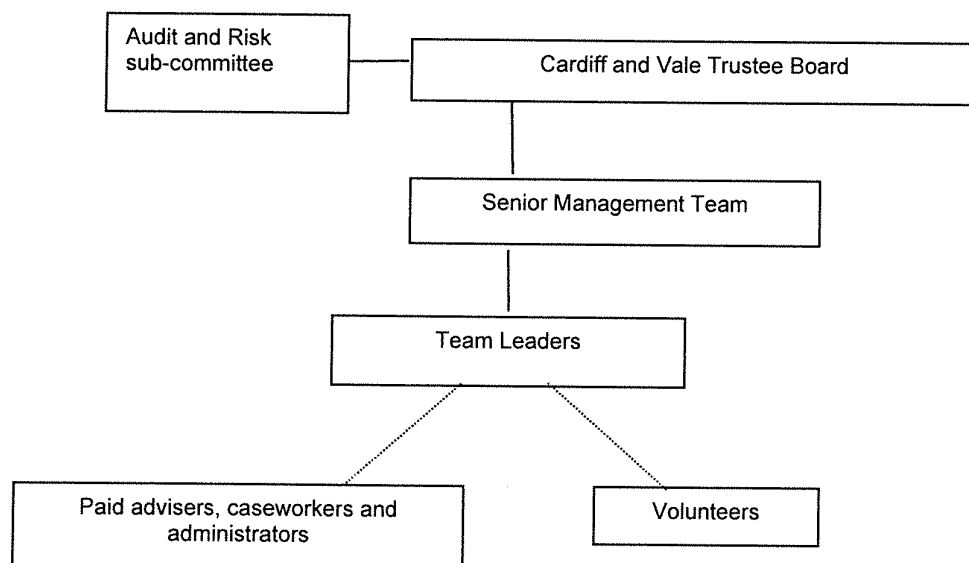 Audit and Risk
sub-committee
Cardiff and Vale Trustee Board
Senior Management Team
Team Leaders
Paid advisers, caseworkers and
administrators
Volunteers